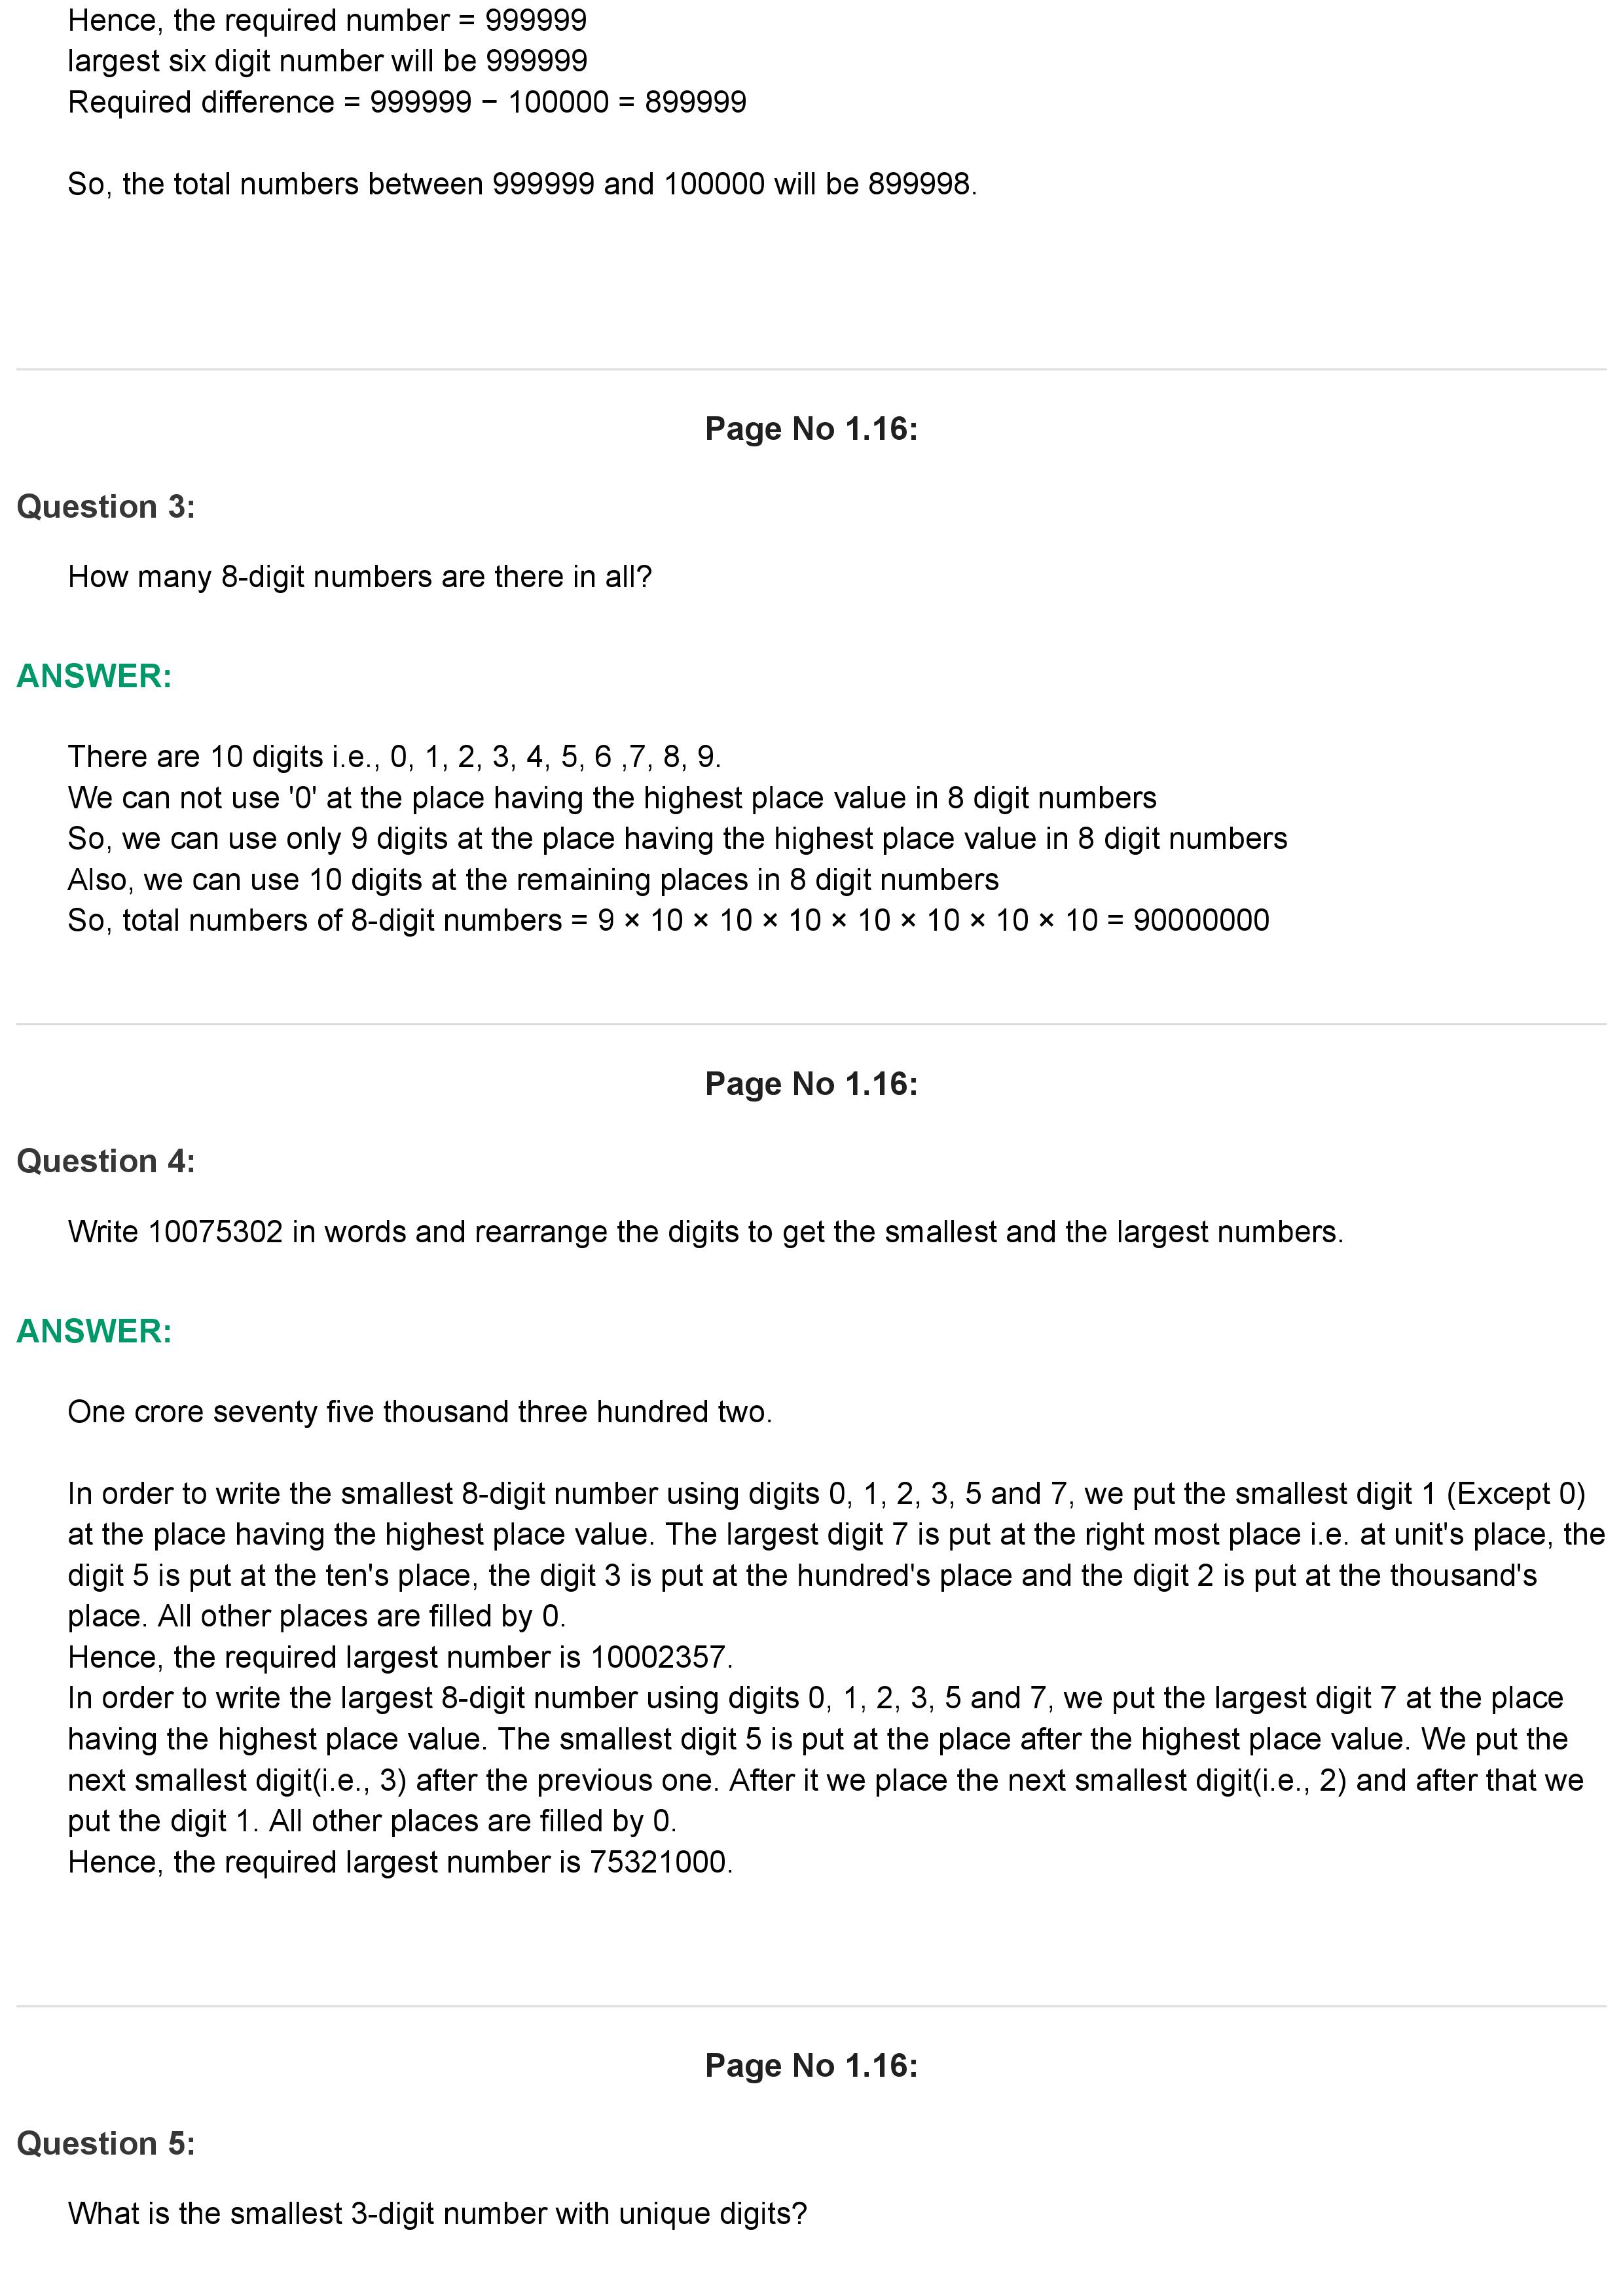 Hence, the required number = 999999
largest six digit number will be 999999
Required difference = 999999 − 100000 = 899999
So, the total numbers between 999999 and 100000 will be 899998.
Page No 1.16:
Question 3:
How many 8-digit numbers are there in all?
ANSWER:
There are 10 digits i.e., 0, 1, 2, 3, 4, 5, 6 ,7, 8, 9.
We can not use '0' at the place having the highest place value in 8 digit numbers
So, we can use only 9 digits at the place having the highest place value in 8 digit numbers
Also, we can use 10 digits at the remaining places in 8 digit numbers
So, total numbers of 8-digit numbers = 9 × 10 × 10 × 10 × 10 × 10 × 10 × 10 = 90000000
Page No 1.16:
Question 4:
Write 10075302 in words and rearrange the digits to get the smallest and the largest numbers.
ANSWER:
One crore seventy five thousand three hundred two.
In order to write the smallest 8-digit number using digits 0, 1, 2, 3, 5 and 7, we put the smallest digit 1 (Except 0)
at the place having the highest place value. The largest digit 7 is put at the right most place i.e. at unit's place, the
digit 5 is put at the ten's place, the digit 3 is put at the hundred's place and the digit 2 is put at the thousand's
place. All other places are filled by 0.
Hence, the required largest number is 10002357.
In order to write the largest 8-digit number using digits 0, 1, 2, 3, 5 and 7, we put the largest digit 7 at the place
having the highest place value. The smallest digit 5 is put at the place after the highest place value. We put the
next smallest digit(i.e., 3) after the previous one. After it we place the next smallest digit(i.e., 2) and after that we
put the digit 1. All other places are filled by 0.
Hence, the required largest number is 75321000.
Page No 1.16:
Question 5:
What is the smallest 3-digit number with unique digits?